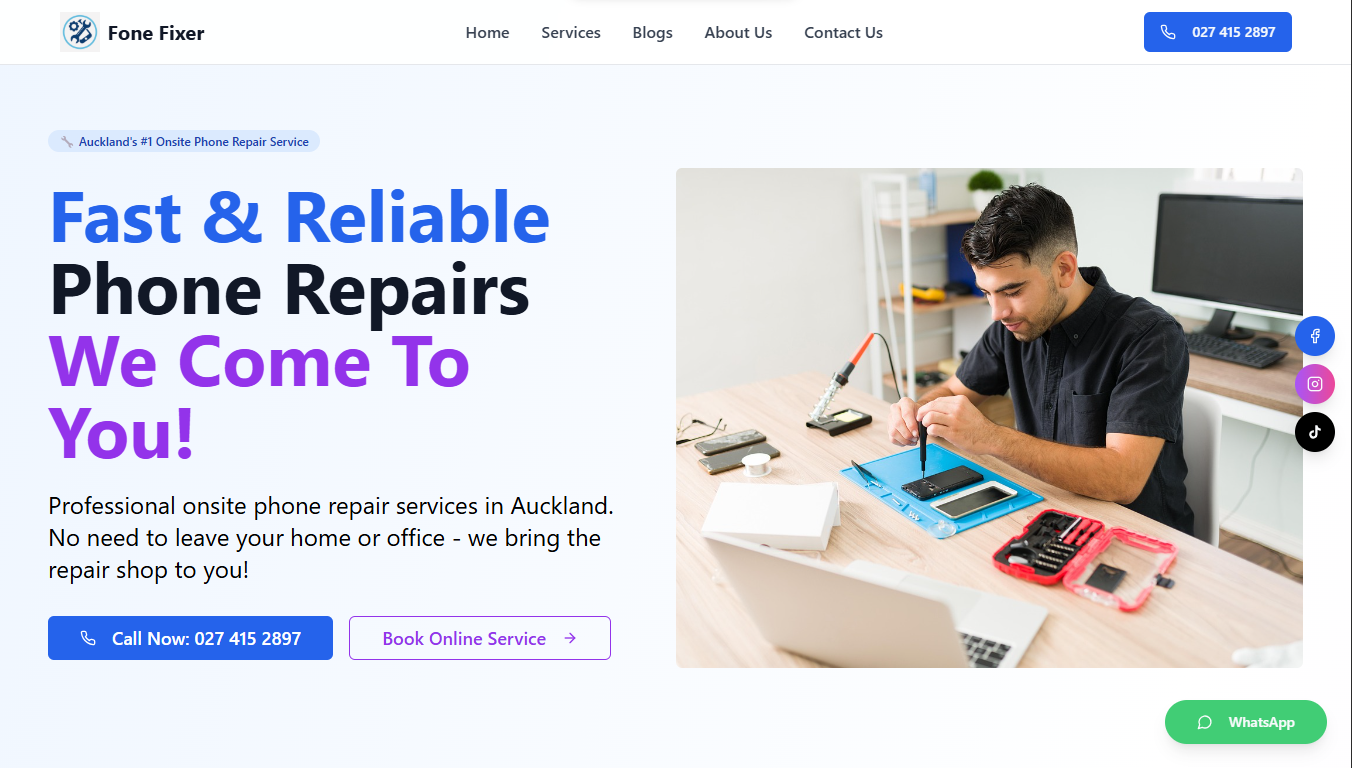 Fone Fixer
Home
Services
Blogs
About Us
Contact Us
027 415 2897
Auckland's #1 Onsite Phone Repair Service
Fast & Reliable
Phone Repairs
We Come To
You!
Professional onsite phone repair services in Auckland.
No need to leave your home or office - we bring the
repair shop to you!
Call Now: 027 415 2897
Book Online Service
WhatsApp